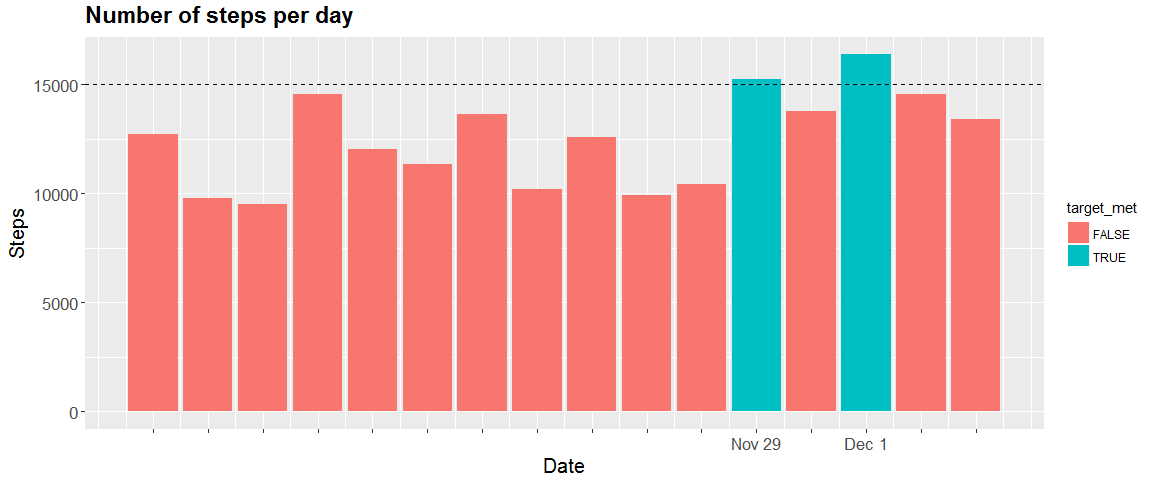 Number of steps per day
Steps
15000
10000
5000
0
Nov 29
Dec 1
Date
target_met
FALSE
TRUE